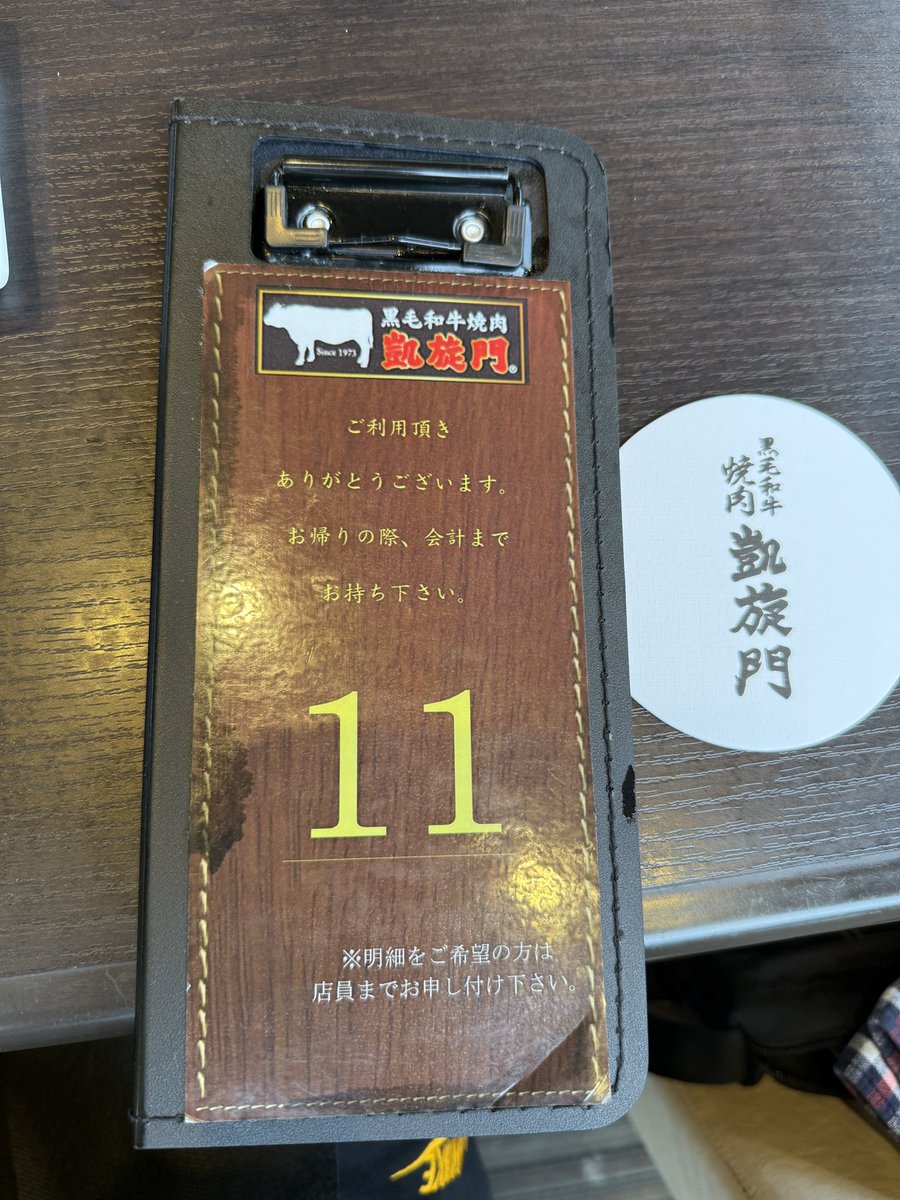 Since 1973
黒毛和牛焼肉
凱旋門®
ご利用頂き
ありがとうございます。
お帰りの際、会計まで
お持ち下さい。
11
※明細をご希望の方は
店員までお申し付け下さい。
黒毛和牛
焼肉
凱旋門